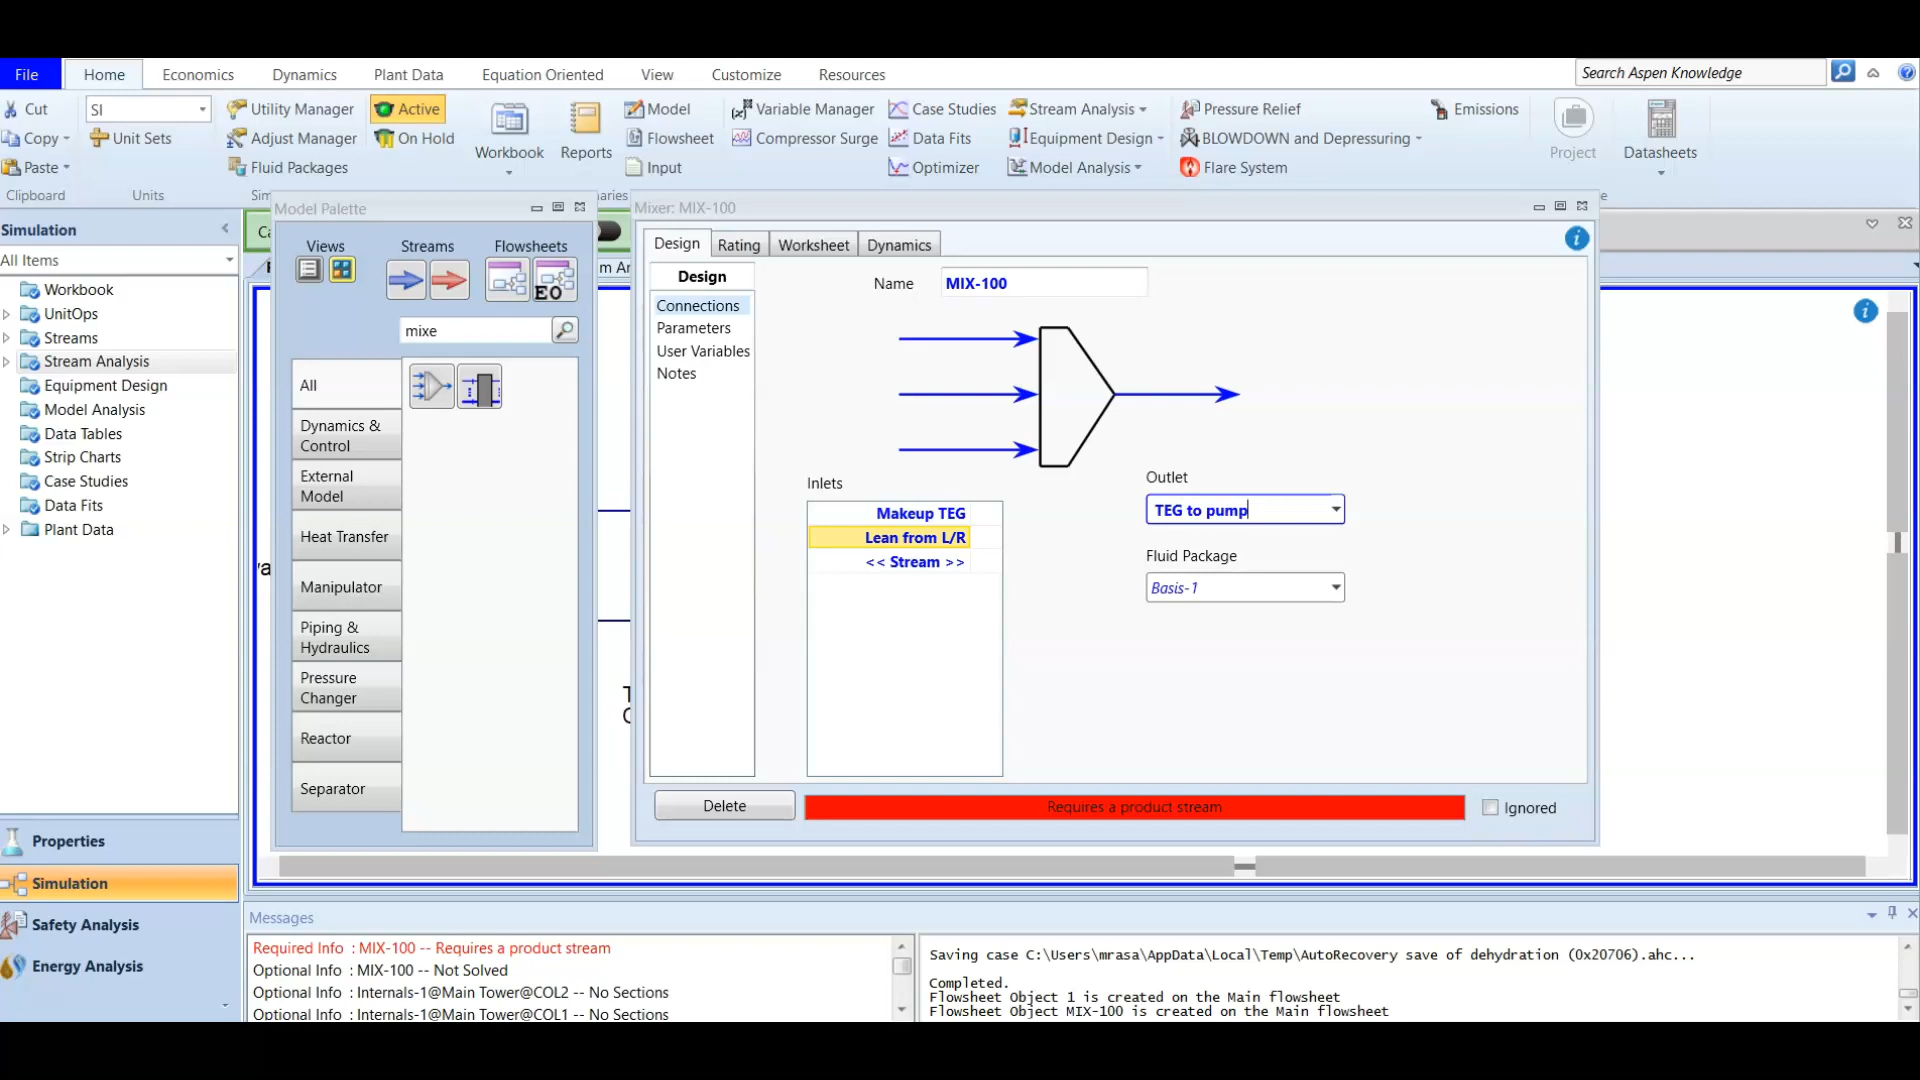 File Home Economics Dynamics Plant Data Equation Oriented View Customize Resources Search Aspen Knowledge
Cut SI Utility Manager Active Model Variable Manager Case Studies Stream Analysis Pressure Relief Emissions
Copy Unit Sets Adjust Manager On Hold Workbook Reports Flowsheet Compressor Surge Data Fits Equipment Design BLOWDOWN and Depressuring Project Datasheets
Paste Fluid Packages Input Optimizer Model Analysis Flare System
Clipboard Units
Model Palette
Views Streams Flowsheets
EO
mixe
All
Dynamics &
Control
External
Model
Heat Transfer
Manipulator
Piping &
Hydraulics
Pressure
Changer
Reactor
Separator
Mixer: MIX-100
Design Rating Worksheet Dynamics
Design
Connections
Parameters
User Variables
Notes
Name MIX-100
Inlets
Makeup TEG
Lean from L/R
<< Stream >>
Outlet
TEG to pump
Fluid Package
Basis-1
Delete Requires a product stream Ignored
Simulation
All Items
Workbook
UnitOps
Streams
Stream Analysis
Equipment Design
Model Analysis
Data Tables
Strip Charts
Case Studies
Data Fits
Plant Data
Properties
Simulation
Safety Analysis
Energy Analysis
Messages
Required Info : MIX-100 -- Requires a product stream
Optional Info : MIX-100 -- Not Solved
Optional Info : Internals-1@Main Tower@COL2 -- No Sections
Optional Info : Internals-1@Main Tower@COL1 -- No Sections
Saving case C:\Users\mrasa\AppData\Local\Temp\AutoRecovery save of dehydration (0x20706).ahc...
Completed.
Flowsheet Object 1 is created on the Main flowsheet
Flowsheet Object MIX-100 is created on the Main flowsheet